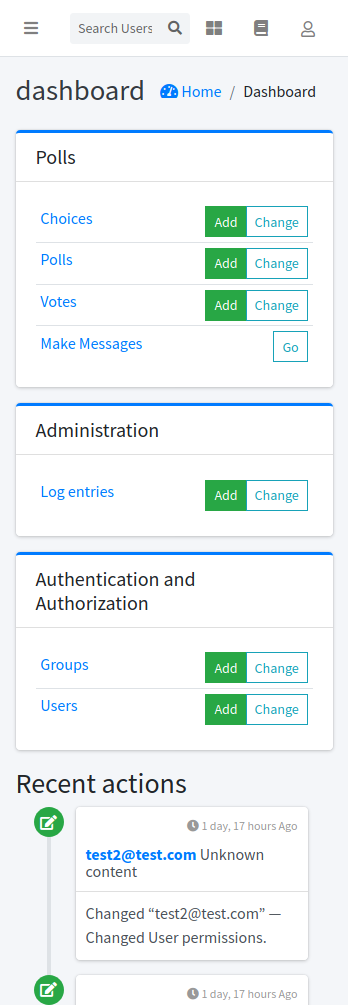 Search Users
dashboard
Home / Dashboard
Polls
Choices
Add Change
Polls
Add Change
Votes
Add Change
Make Messages
Go
Administration
Log entries
Add Change
Authentication and
Authorization
Groups
Add Change
Users
Add Change
Recent actions
1 day, 17 hours Ago
test2@test.com Unknown
content
Changed “test2@test.com” —
Changed User permissions.
1 day, 17 hours Ago